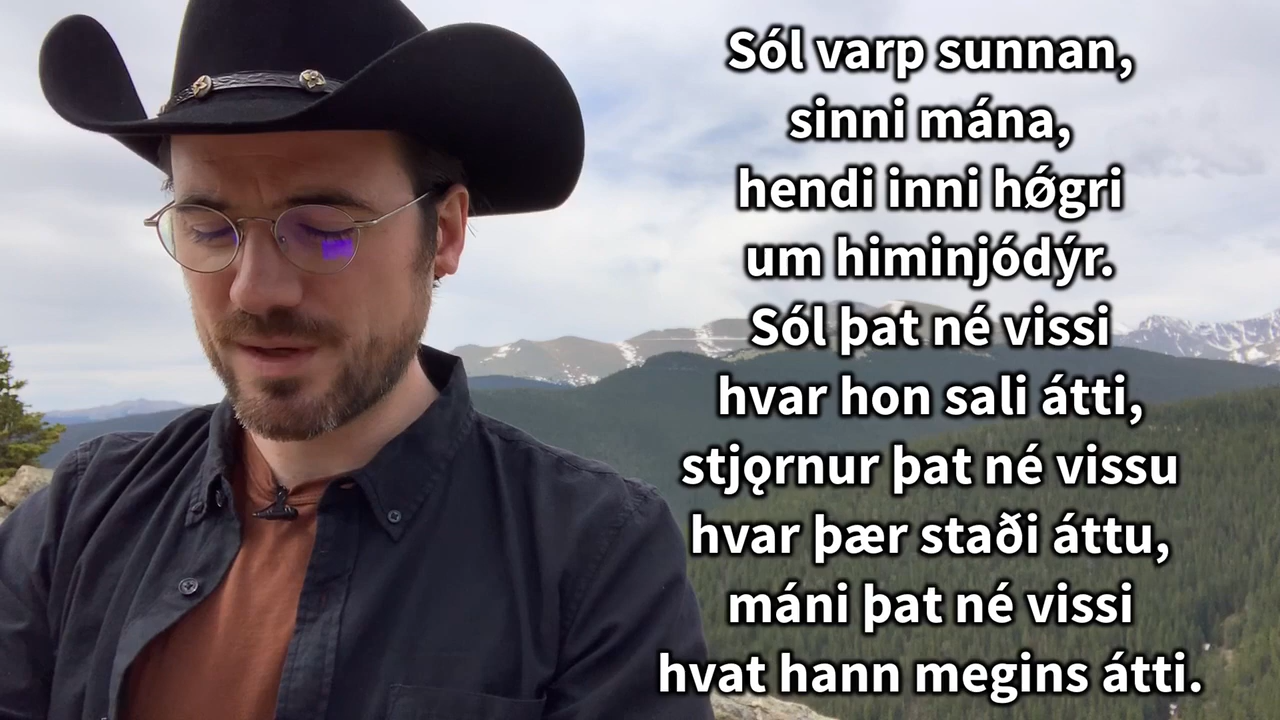 Sól varp sunnan,
sinni mána,
hendi inni hǿgri
um himinjódýr.
Sól þat né vissi
hvar hon sali átti,
stjǫrnur þat né vissu
hvar þær staði áttu,
máni þat né vissi
hvat hann megins átti.